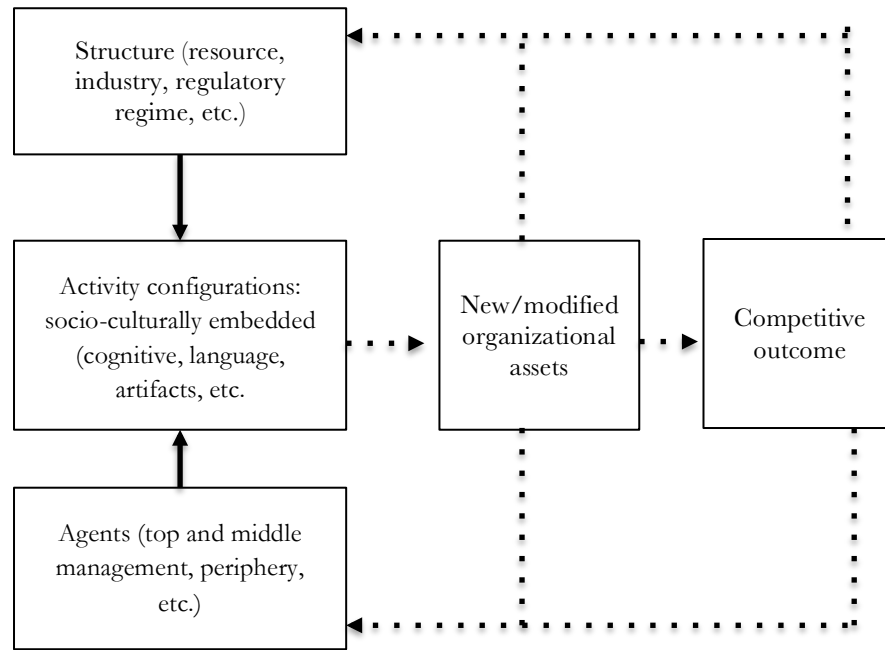 Structure (resource,
industry, regulatory
regime, etc.)
Activity configurations:
socio-culturally embedded
(cognitive, language,
artifacts, etc.
New/modified
organizational
assets
Competitive
outcome
Agents (top and middle
management, periphery,
etc.)